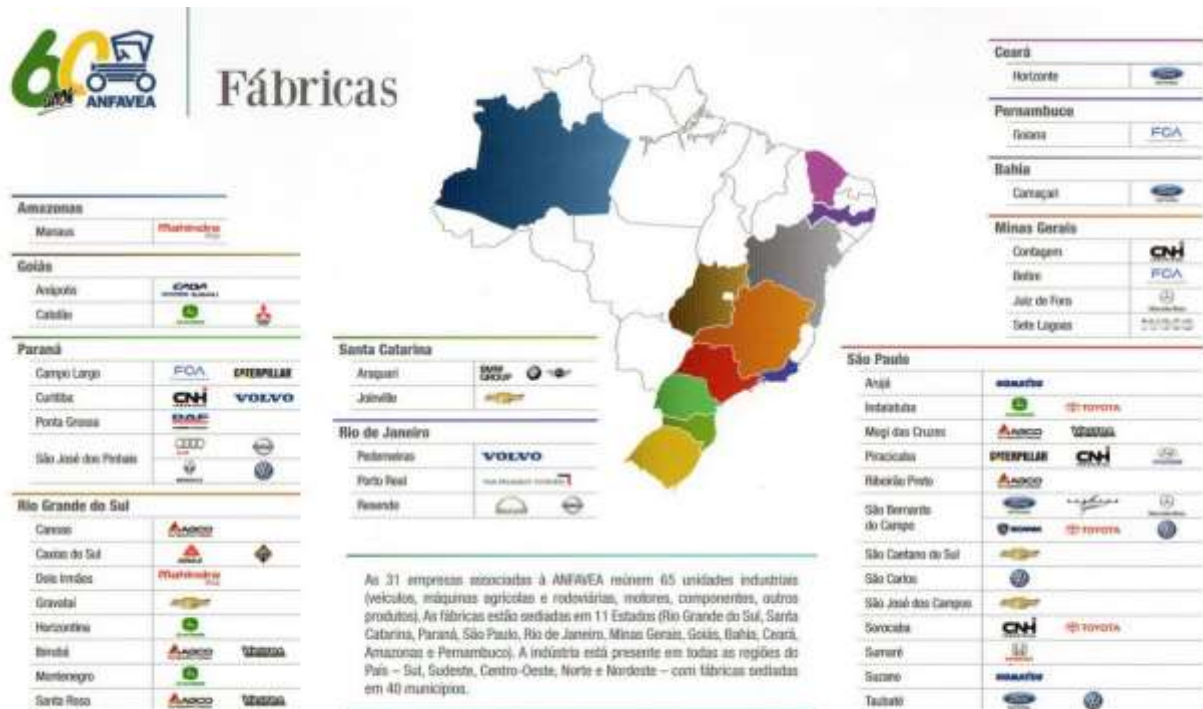 60
ANFAVEA
Fábricas
Amazonas
Manaus Mahindra
Goiás
Anápolis CAOA
Catalão
Paraná
Campo Largo FCA CATERPILLAR
Curitiba CNH VOLVO
Ponta Grossa DAF
São José dos Pinhais
Rio Grande do Sul
Canoas AGCO
Caxias do Sul
Dois Irmãos Mahindra
Gravataí
Horizontina
Ibirubá AGCO
Montenegro
Santa Rosa AGCO
Santa Catarina
Araquari BMW GROUP
Joinville
Rio de Janeiro
Pederneiras VOLVO
Porto Real
Resende
As 31 empresas associadas à ANFAVEA reúnem 65 unidades industriais
(veículos, máquinas agrícolas e rodoviárias, motores, componentes, outros
produtos). As fábricas estão sediadas em 11 Estados (Rio Grande do Sul, Santa
Catarina, Paraná, São Paulo, Rio de Janeiro, Minas Gerais, Goiás, Bahia, Ceará,
Amazonas e Pernambuco). A indústria está presente em todas as regiões do
País – Sul, Sudeste, Centro-Oeste, Norte e Nordeste – com fábricas sediadas
em 40 municípios.
Ceará
Horizonte Ford
Pernambuco
Goiana FCA
Bahia
Camaçari Ford
Minas Gerais
Contagem CNH
Betim FCA
Juiz de Fora
Sete Lagoas
São Paulo
Arujá KOMATSU
Indaiatuba TOYOTA
Mogi das Cruzes AGCO
Piracicaba CATERPILLAR CNH
Ribeirão Preto AGCO
São Bernardo Ford
do Campo SCANIA TOYOTA
São Caetano do Sul
São Carlos
São José dos Campos
Sorocaba CNH TOYOTA
Sumaré
Suzano KOMATSU
Taubaté Ford